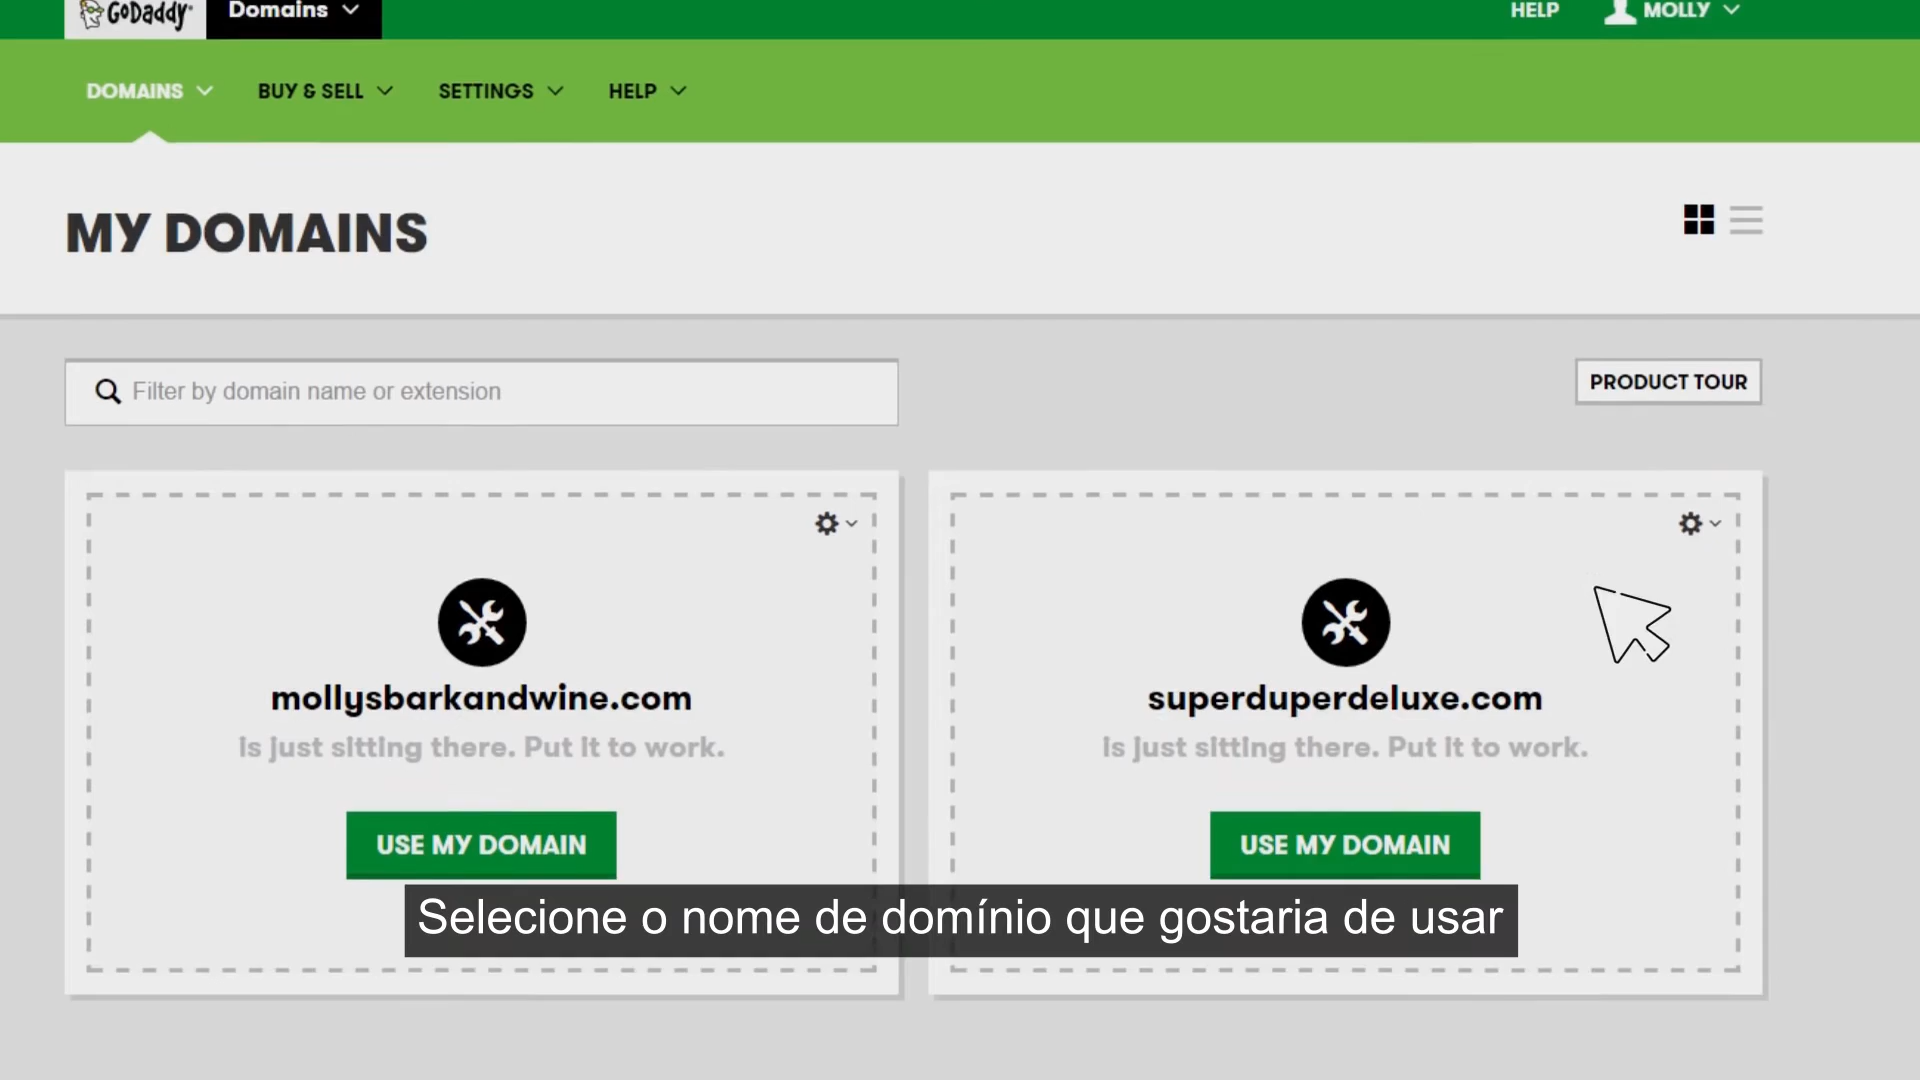 GoDaddy
Domains
HELP
MOLLY
DOMAINS
BUY & SELL
SETTINGS
HELP
MY DOMAINS
Filter by domain name or extension
PRODUCT TOUR
mollysbarkandwine.com
is just sitting there. Put it to work.
USE MY DOMAIN
superduperdeluxe.com
is just sitting there. Put it to work.
USE MY DOMAIN
Selecione o nome de domínio que gostaria de usar